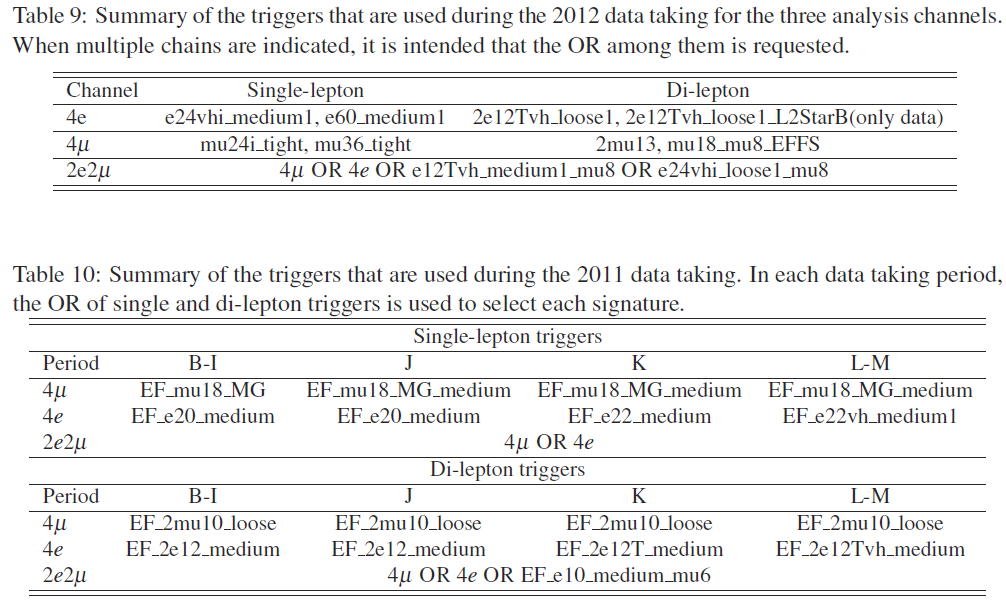 Table 9: Summary of the triggers that are used during the 2012 data taking for the three analysis channels.
When multiple chains are indicated, it is intended that the OR among them is requested.
Channel Single-lepton Di-lepton
4e e24vhi_medium1, e60_medium1 2e12Tvh_loose1, 2e12Tvh_loose1_L2StarB(only data)
4μ mu24i_tight, mu36_tight 2mu13, mu18_mu8_EFFS
2e2μ 4μ OR 4e OR e12Tvh_medium1_mu8 OR e24vhi_loose1_mu8
Table 10: Summary of the triggers that are used during the 2011 data taking. In each data taking period,
the OR of single and di-lepton triggers is used to select each signature.
Single-lepton triggers
Period B-I J K L-M
4μ EF_mu18_MG EF_mu18_MG_medium EF_mu18_MG_medium EF_mu18_MG_medium
4e EF_e20_medium EF_e20_medium EF_e22_medium EF_e22vh_medium1
2e2μ 4μ OR 4e
Di-lepton triggers
Period B-I J K L-M
4μ EF_2mu10_loose EF_2mu10_loose EF_2mu10_loose EF_2mu10_loose
4e EF_2e12_medium EF_2e12_medium EF_2e12T_medium EF_2e12Tvh_medium
2e2μ 4μ OR 4e OR EF_e10_medium_mu6